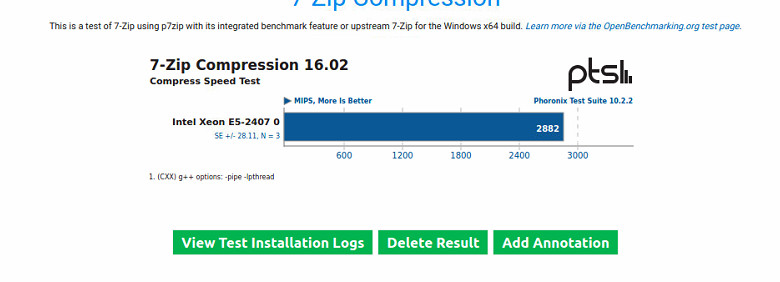 7-Zip Compression
This is a test of 7-Zip using p7zip with its integrated benchmark feature or upstream 7-Zip for the Windows x64 build. Learn more via the OpenBenchmarking.org test page.
7-Zip Compression 16.02
Compress Speed Test
ptsl
MIPS, More Is Better
Phoronix Test Suite 10.2.2
Intel Xeon E5-2407 0
2882
SE +/- 28.11, N = 3
600 1200 1800 2400 3000
1. (CXX) g++ options: -pipe -lpthread
View Test Installation Logs Delete Result Add Annotation